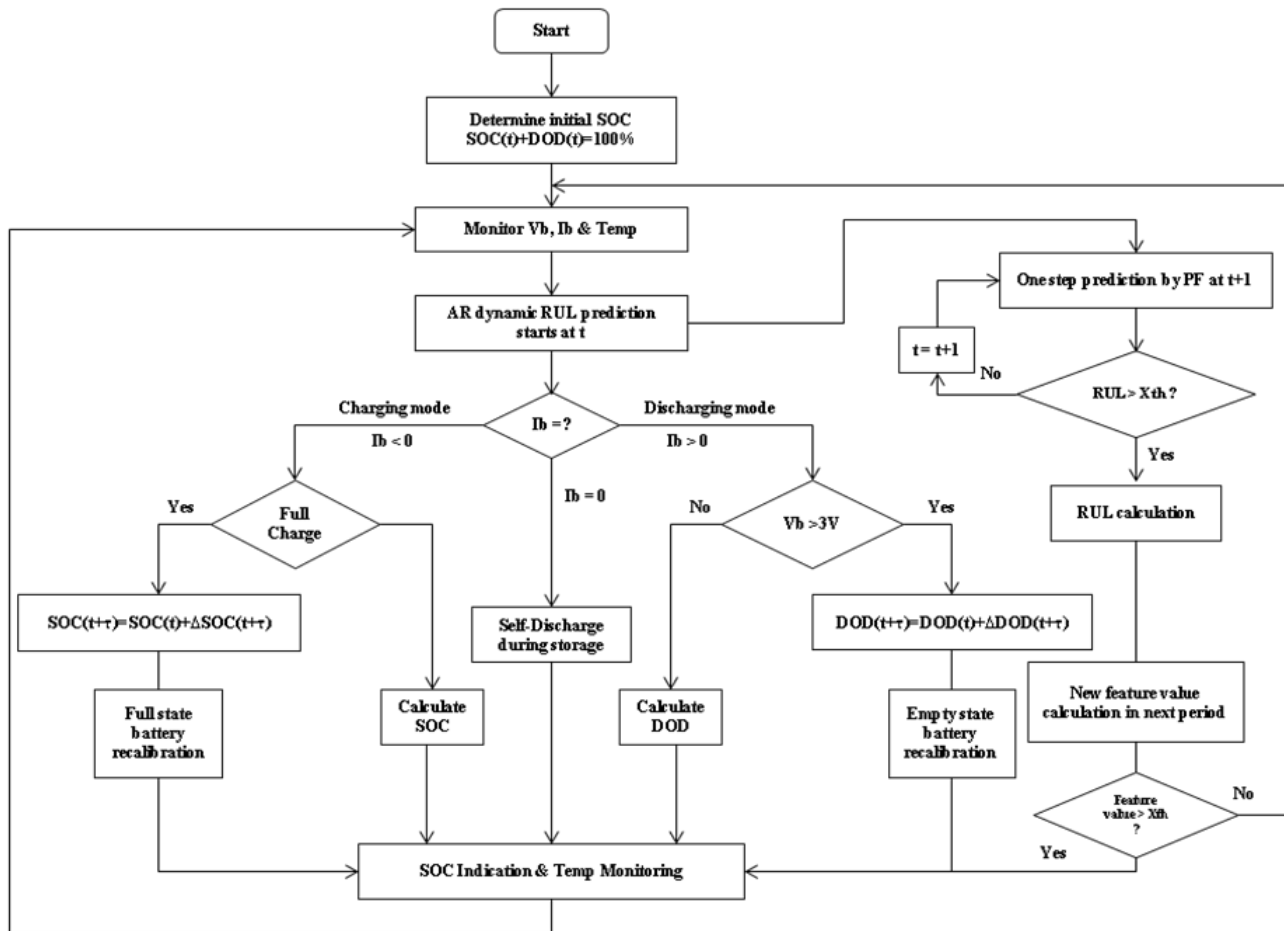 Start
Determine initial SOC
SOC(t)+DOD(t)=100%
Monitor Vb, Ib & Temp
One step prediction by PF at t+1
AR dynamic RUL prediction
starts at t
t= t+1
No
RUL> Xth ?
Yes
Charging mode
Ib < 0
Ib =?
Discharging mode
Ib > 0
Ib = 0
Yes
Full
Charge
No
Vb >3V
Yes
RUL calculation
SOC(t+τ)=SOC(t)+ΔSOC(t+τ)
Self-Discharge
during storage
DOD(t+τ)=DOD(t)+ΔDOD(t+τ)
Full state
battery
recalibration
Calculate
SOC
Calculate
DOD
Empty state
battery
recalibration
New feature value
calculation in next period
Feature
value> Xth
?
No
Yes
SOC Indication & Temp Monitoring